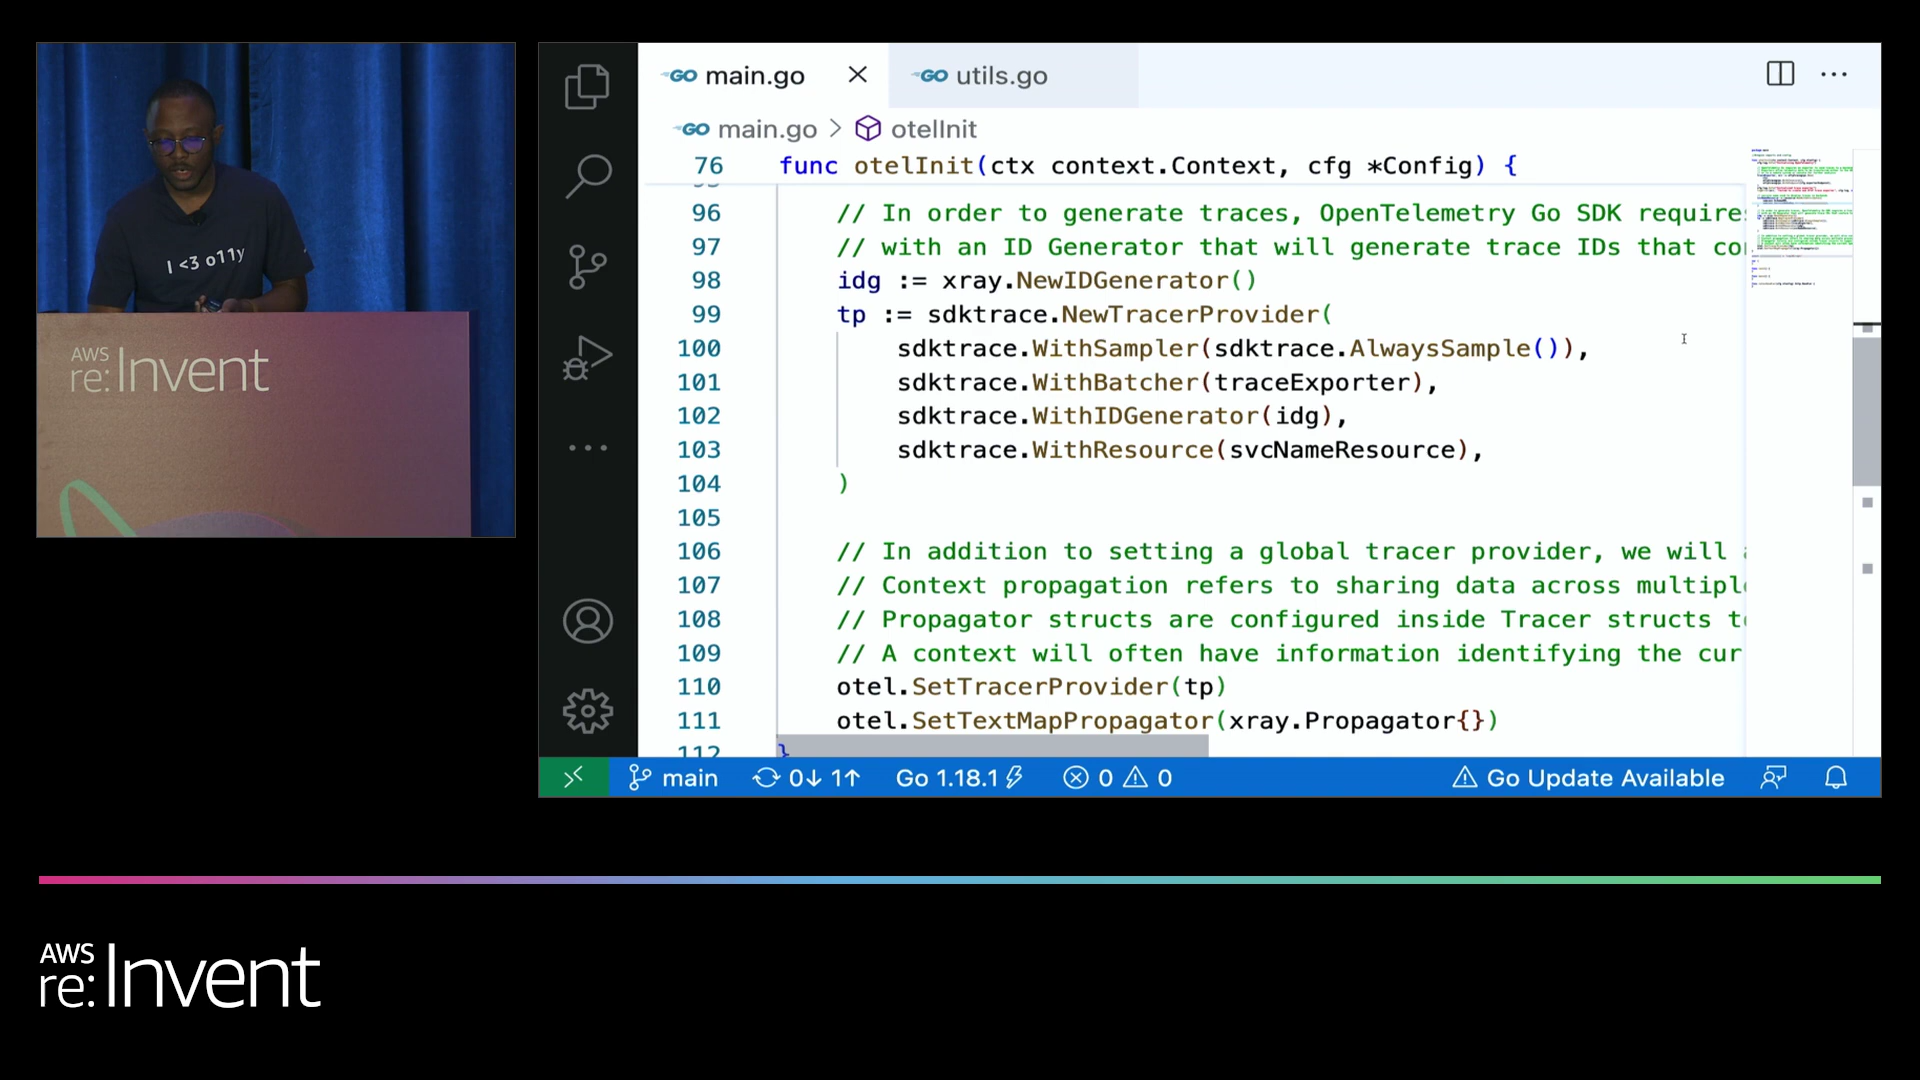 I <3 o11y
AWS
re:Invent
main.go
utils.go
main.go > otelInit
76 func otelInit(ctx context.Context, cfg *Config) {
96 // In order to generate traces, OpenTelemetry Go SDK requires
97 // with an ID Generator that will generate trace IDs that co
98 idg := xray.NewIDGenerator()
99 tp := sdktrace.NewTracerProvider(
100 sdktrace.WithSampler(sdktrace.AlwaysSample()),
101 sdktrace.WithBatcher(traceExporter),
102 sdktrace.WithIDGenerator(idg),
103 sdktrace.WithResource(svcNameResource),
104 )
105
106 // In addition to setting a global tracer provider, we will
107 // Context propagation refers to sharing data across multipl
108 // Propagator structs are configured inside Tracer structs t
109 // A context will often have information identifying the cur
110 otel.SetTracerProvider(tp)
111 otel.SetTextMapPropagator(xray.Propagator{})
112 }
main 0↓ 1↑ Go 1.18.1 0 0 Go Update Available
AWS
re:Invent